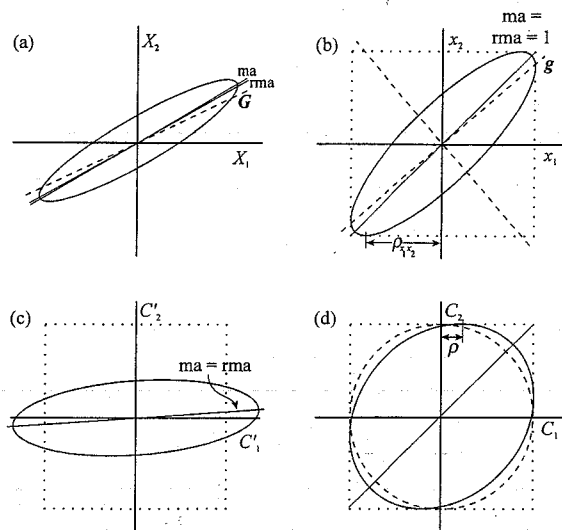 (a)
X₂
ma
rma
G
X₁
(b)
x₂
ma =
rma = 1
g
x₁
ρx₁x₂
(c)
C′₂
ma = rma
C′₁
(d)
C₂
ρ
C₁